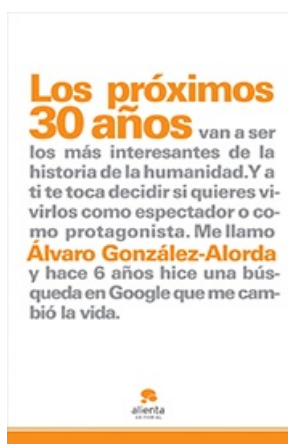 Los próximos
30 años van a ser
los más interesantes de la
historia de la humanidad.Y a
ti te toca decidir si quieres vi-
virlos como espectador o co-
mo protagonista. Me llamo
Álvaro González-Alorda
y hace 6 años hice una bús-
queda en Google que me cam-
bió la vida.
alienta
EDITORIAL